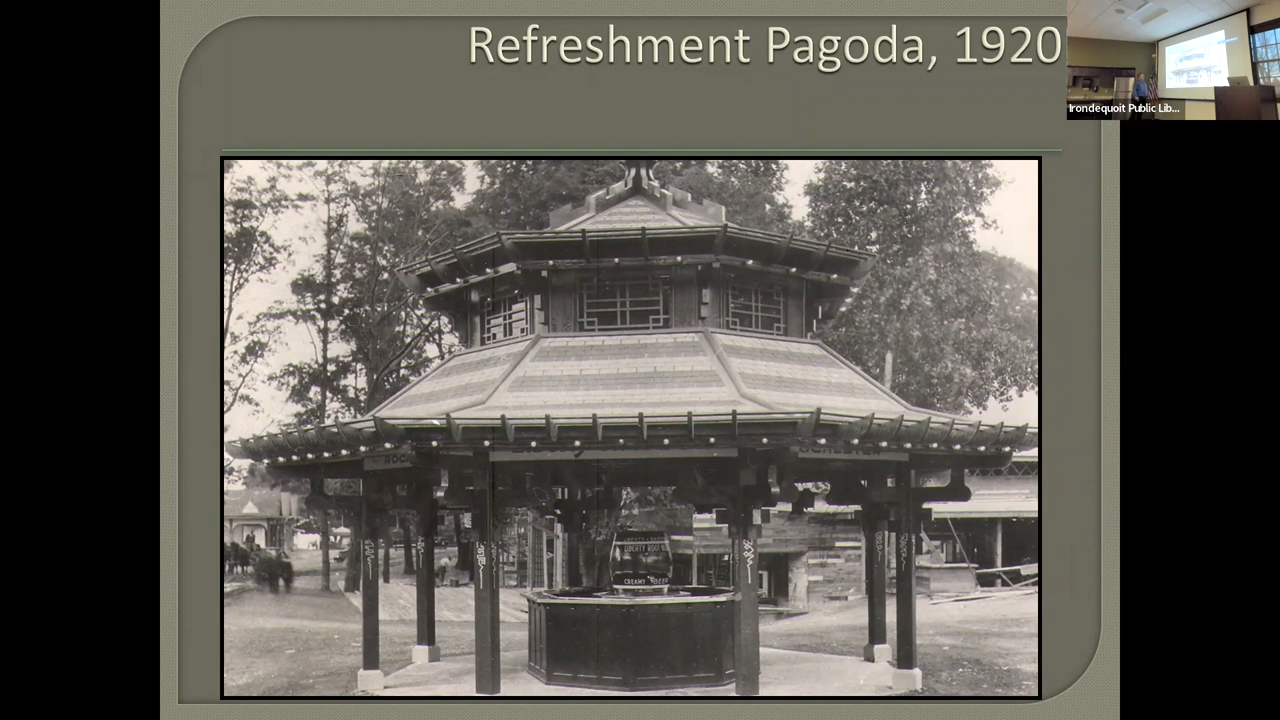 Refreshment Pagoda, 1920
Irondequoit Public Lib...
LIBERTY ROOT
CREAMY BEER